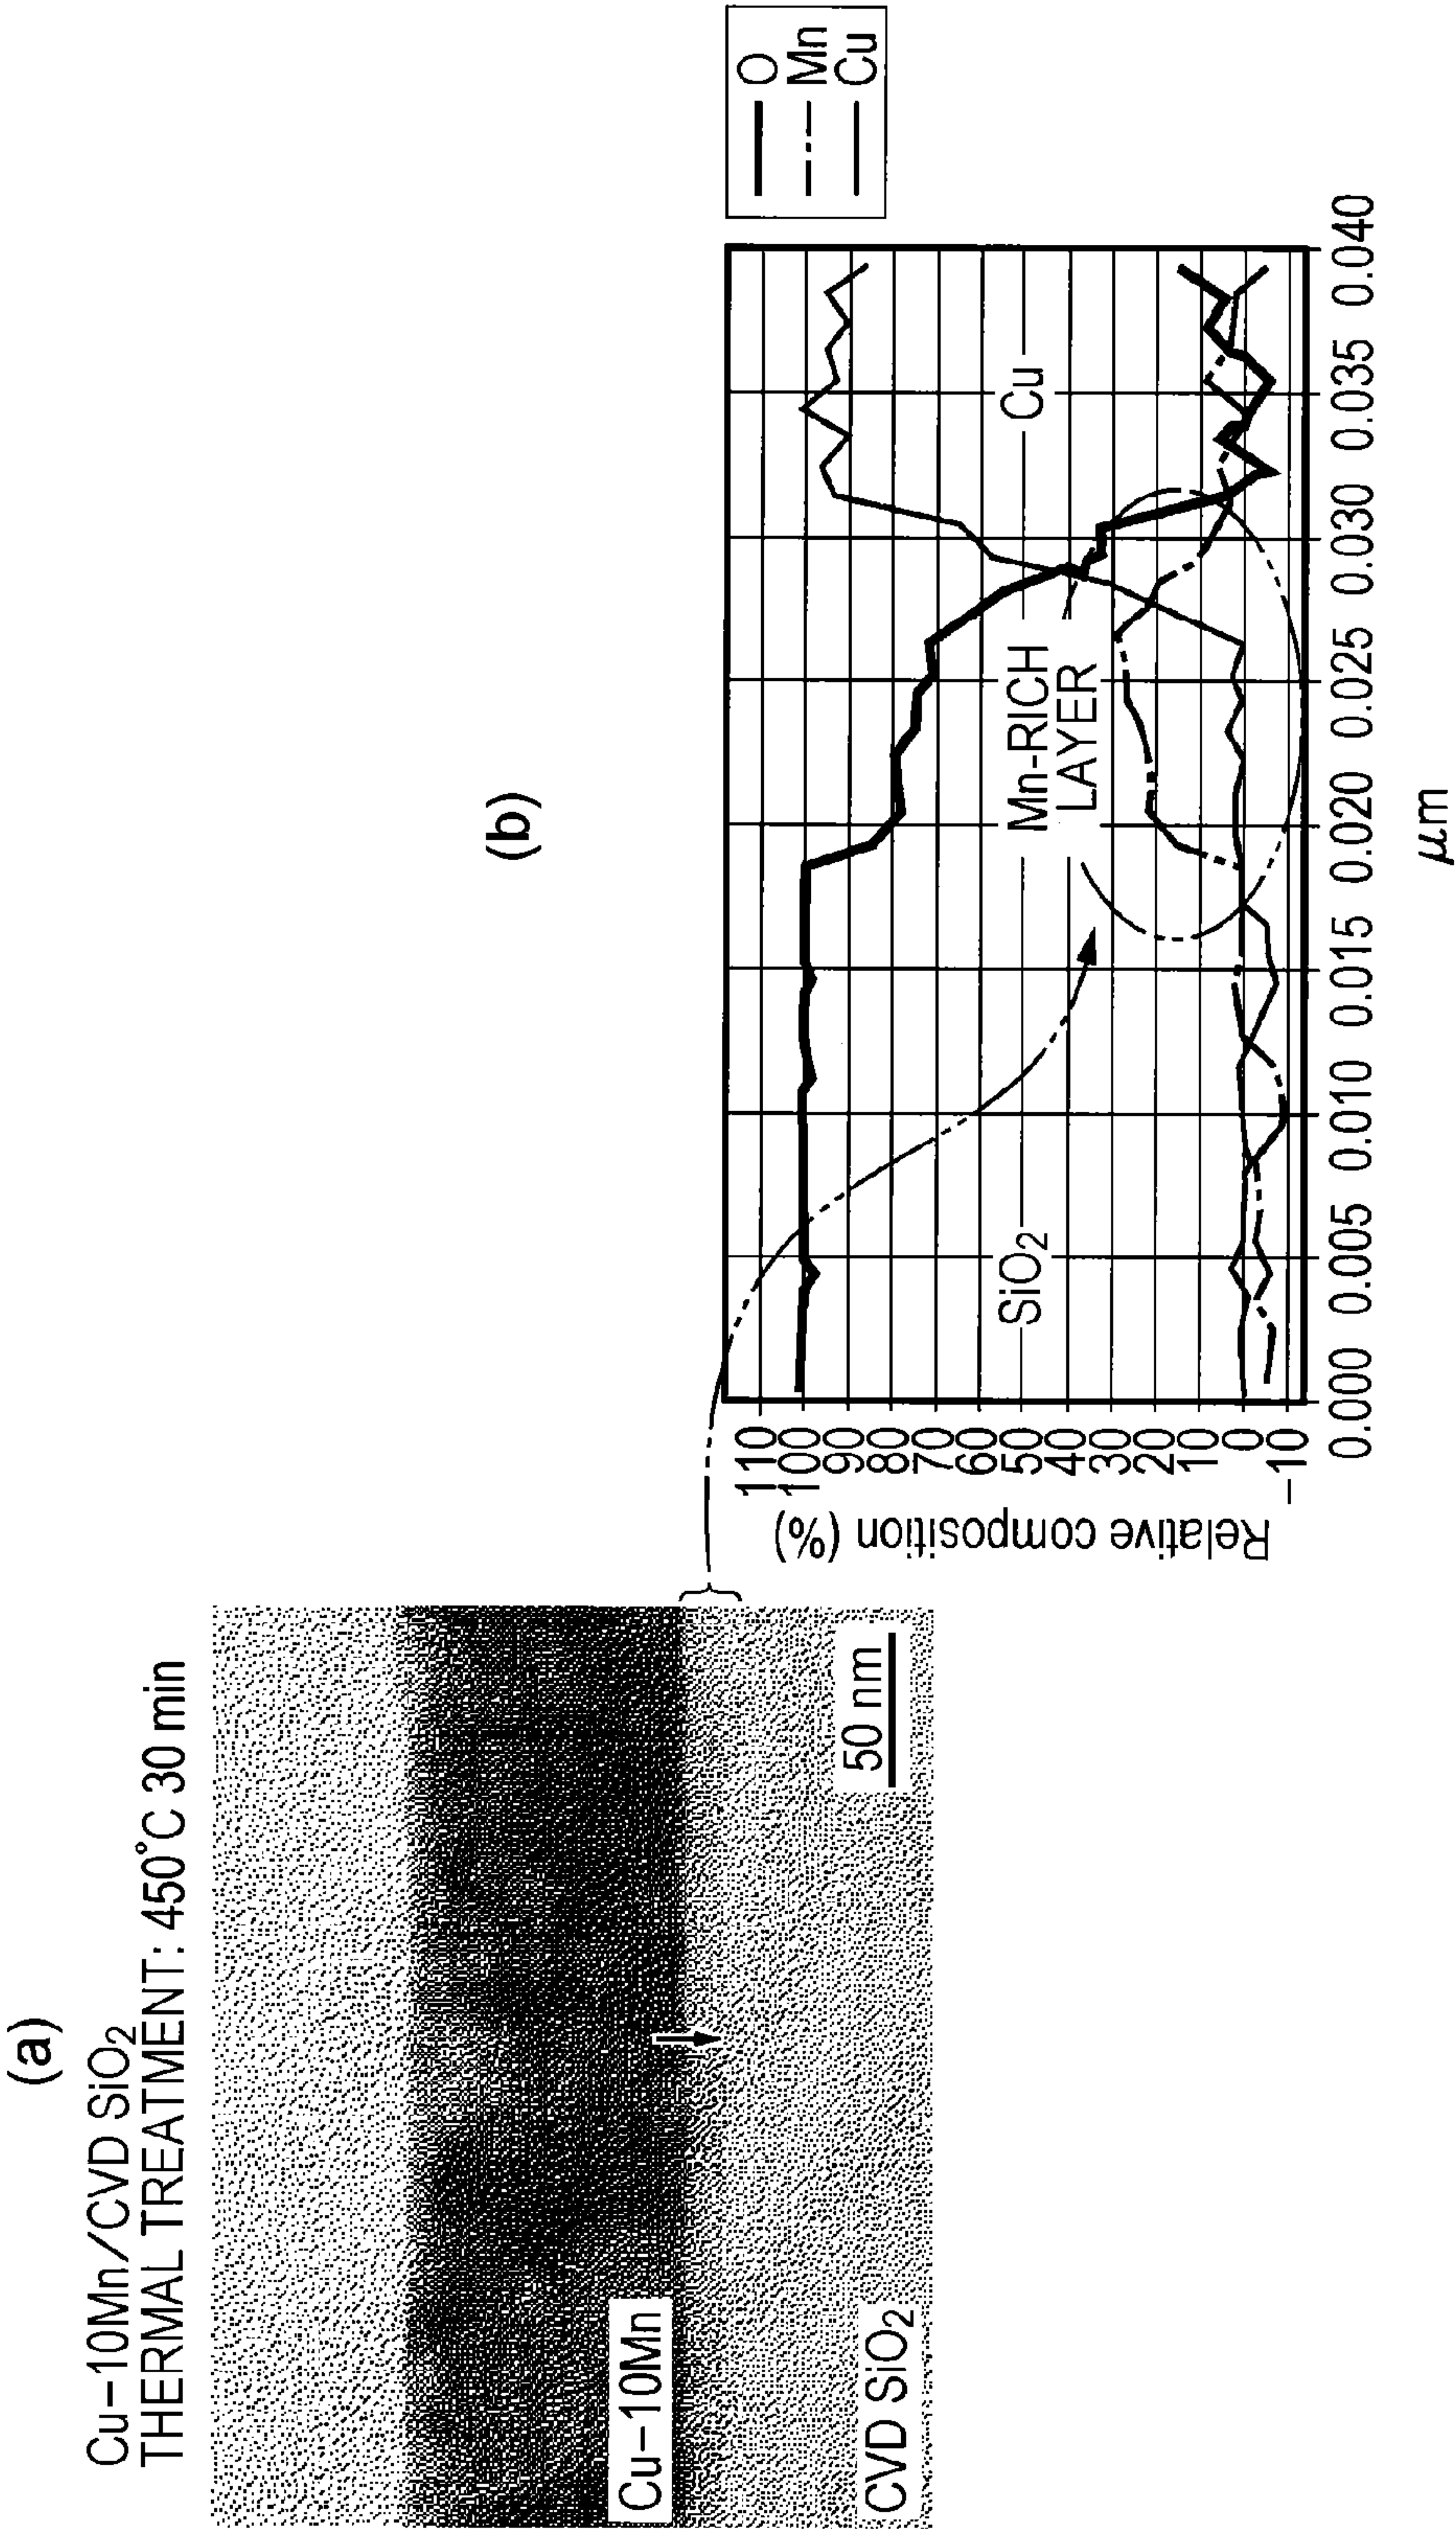 (a)
Cu-10Mn/CVD SiO₂
THERMAL TREATMENT: 450°C 30 min
Cu-10Mn
CVD SiO₂
50 nm
(b)
Relative composition (%)
110
100
90
80
70
60
50
40
30
20
10
0
-10
SiO₂
Mn-RICH
LAYER
Cu
O
Mn
Cu
0.000 0.005 0.010 0.015 0.020 0.025 0.030 0.035 0.040
μm